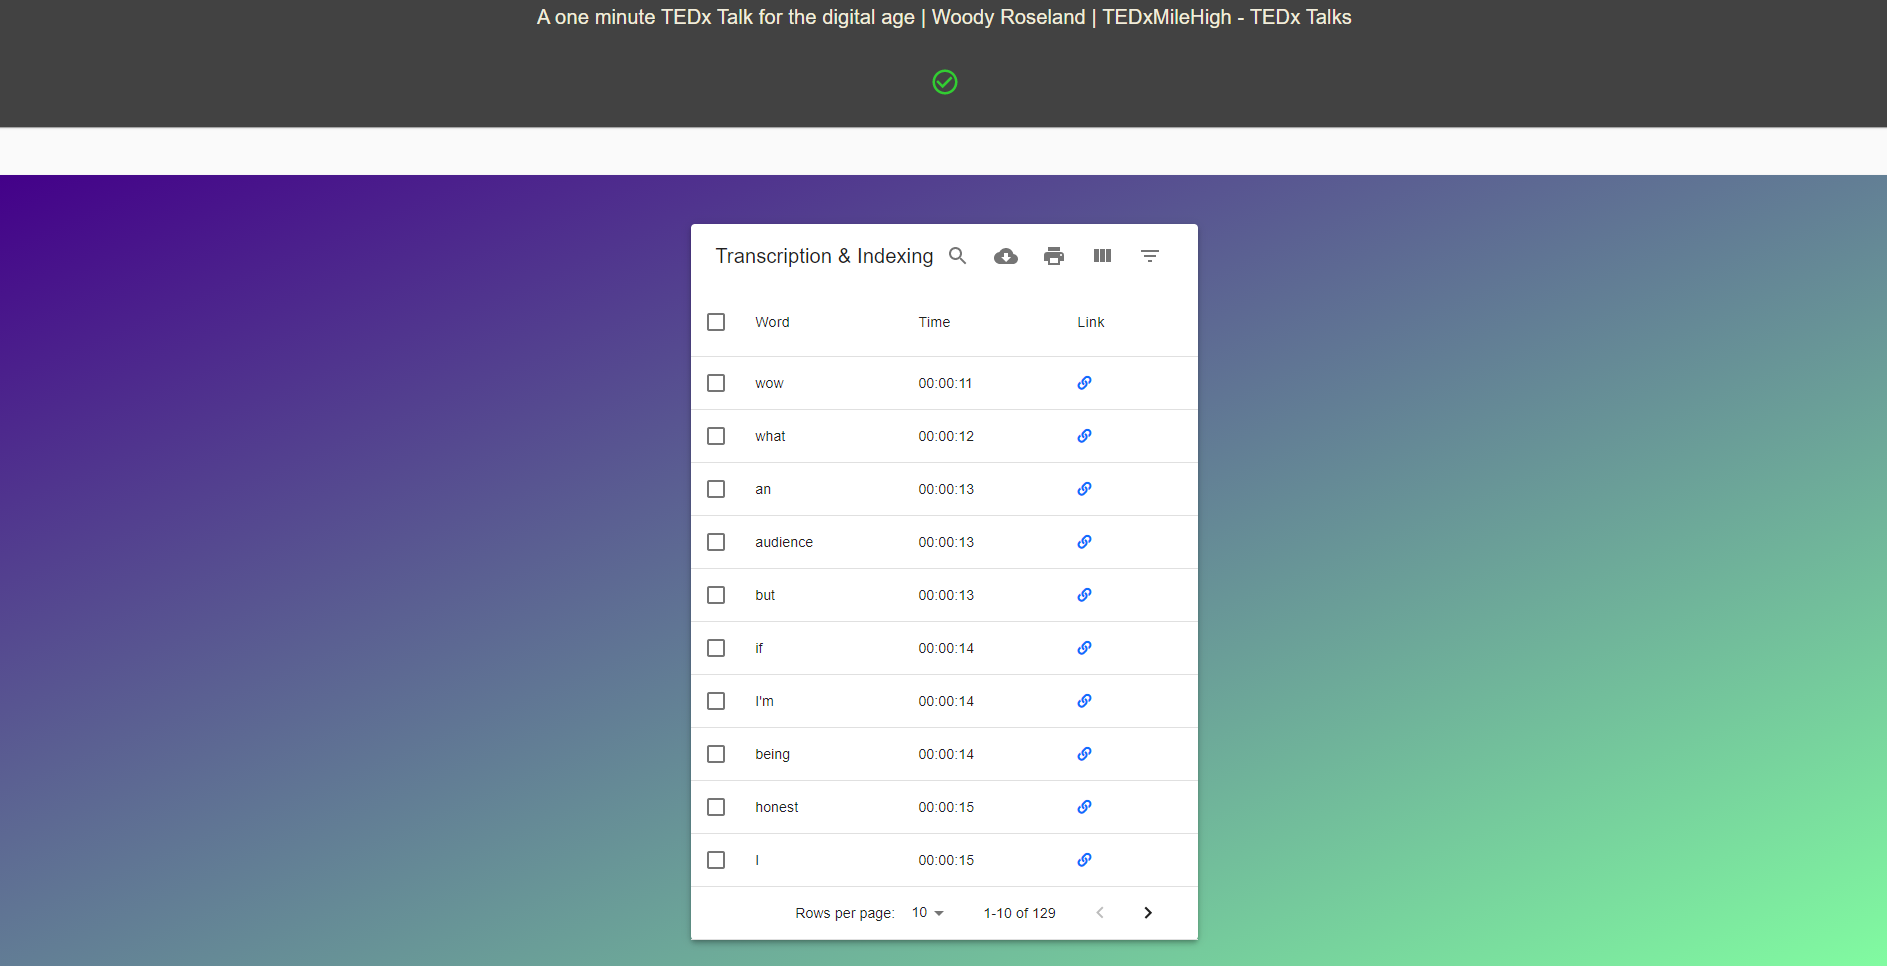 A one minute TEDx Talk for the digital age | Woody Roseland | TEDxMileHigh - TEDx Talks
Transcription & Indexing
Word Time Link
wow 00:00:11
what 00:00:12
an 00:00:13
audience 00:00:13
but 00:00:13
if 00:00:14
I'm 00:00:14
being 00:00:14
honest 00:00:15
I 00:00:15
Rows per page: 10 1-10 of 129